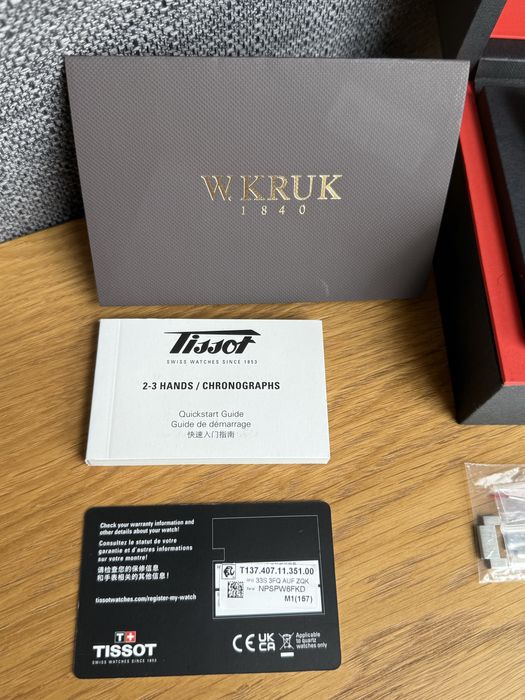 W.KRUK
1840
Tissot
SWISS WATCHES SINCE 1853
2-3 HANDS / CHRONOGRAPHS
Quickstart Guide
Guide de démarrage
快速入门指南
Check your warranty information and
other details about your watch!
Consultez le statut de votre
garantie et d'autres informations
sur votre montre!
请检查您的保修信息
和手表相关的其他信息!
tissotwatches.com/register-my-watch
T137.407.11.351.00
33S 3FQ AUF ZQK
NPSPW6FKD
M1(167)
T+
TISSOT
SWISS WATCHES SINCE 1853
CE UK
CA
Applicable
to quartz
watches only